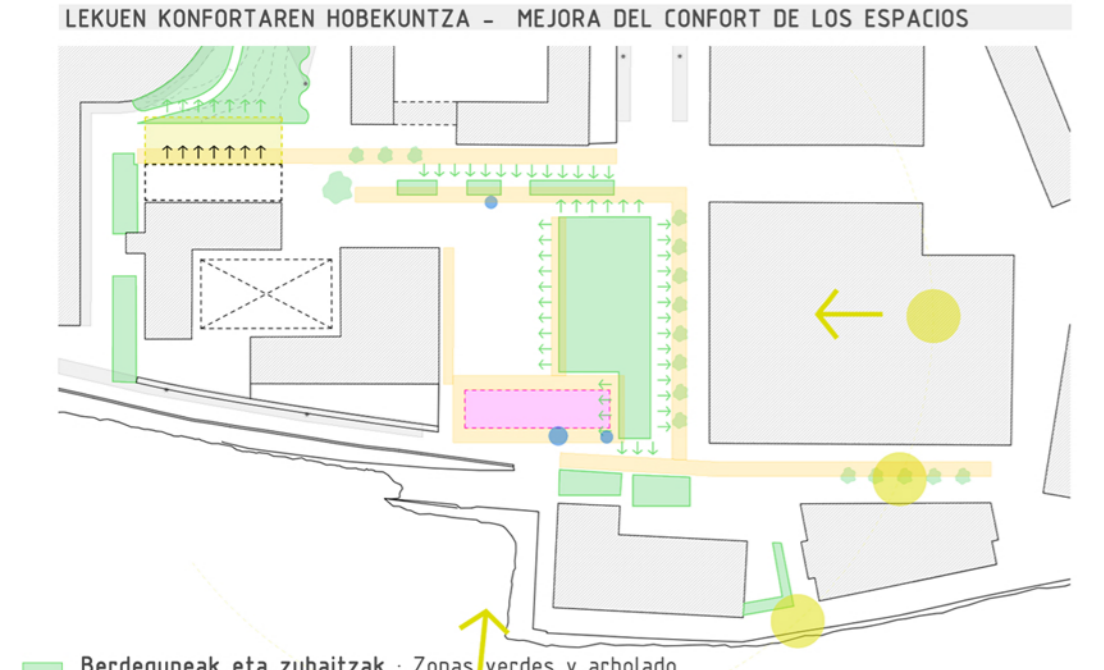 LEKUEN KONFORTAREN HOBEKUNTZA - MEJORA DEL CONFORT DE LOS ESPACIOS
Berdeguneak eta zuhaitzak : Zonas verdes y arbolado